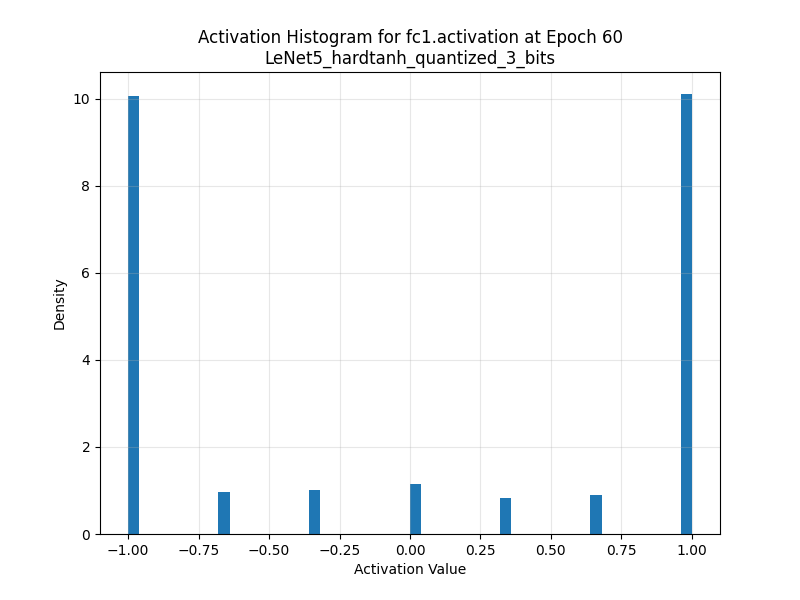 Activation Histogram for fc1.activation at Epoch 60
LeNet5_hardtanh_quantized_3_bits
10
8
6
4
2
0
Density
−1.00 −0.75 −0.50 −0.25 0.00 0.25 0.50 0.75 1.00
Activation Value